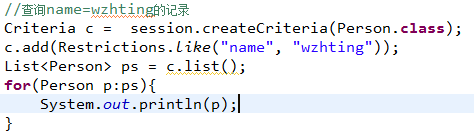 //查询name=wzhting的记录
Criteria c =  session.createCriteria(Person.class);
c.add(Restrictions.like("name", "wzhting"));
List<Person> ps = c.list();
for(Person p:ps){
    System.out.println(p);
}